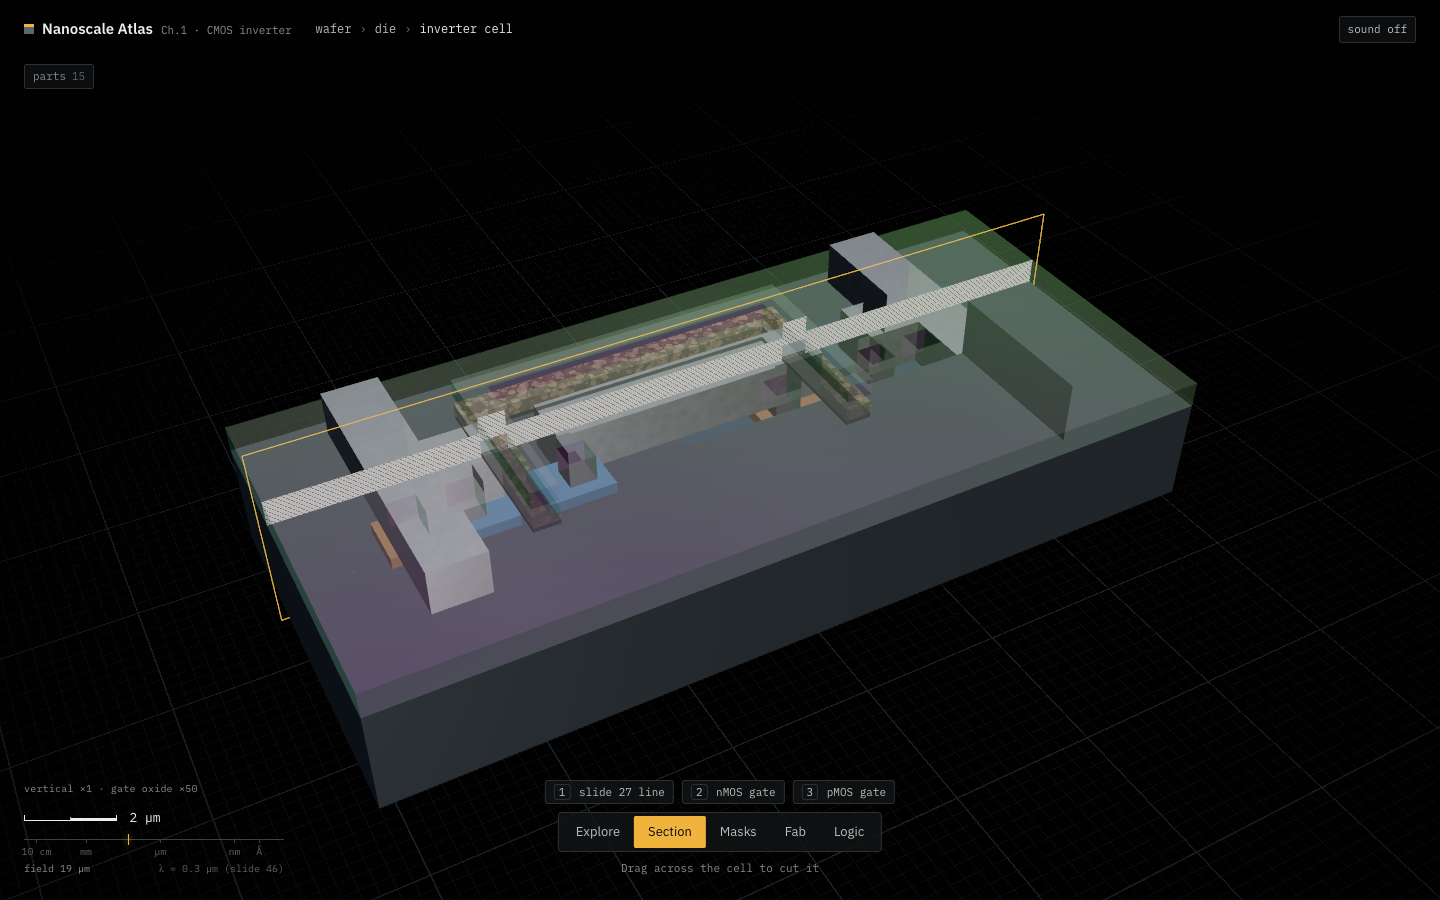 Nanoscale Atlas Ch.1 · CMOS inverter wafer › die › inverter cell sound off
parts 15
vertical ×1 · gate oxide ×50
2 µm
10 cm mm µm nm Å
field 19 µm λ = 0.3 µm (slide 46)
1 slide 27 line 2 nMOS gate 3 pMOS gate
Explore Section Masks Fab Logic
Drag across the cell to cut it